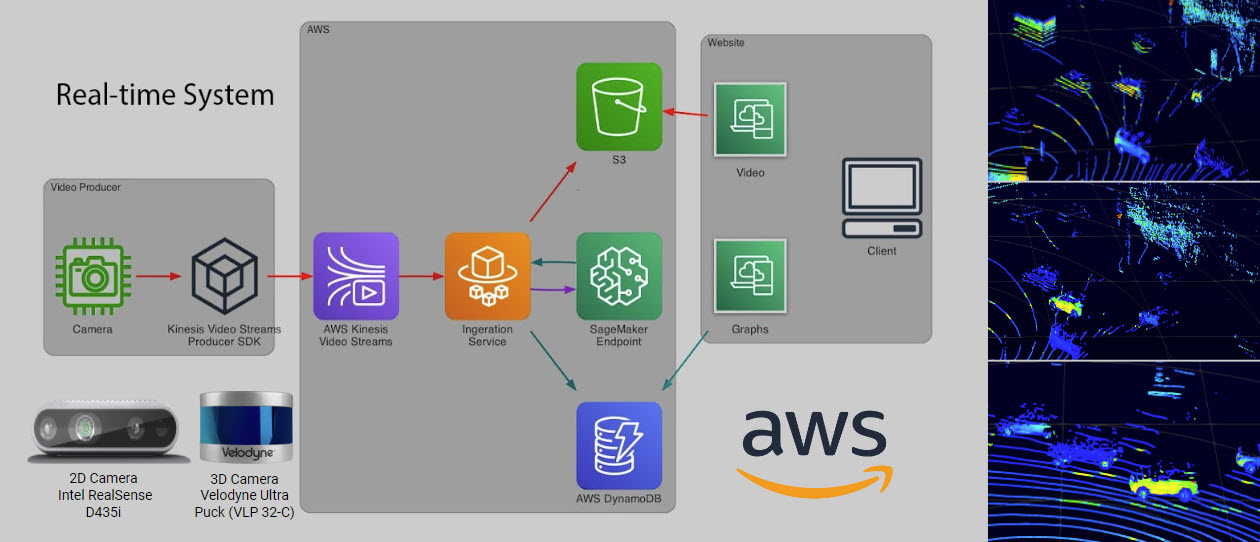 Real-time System
AWS
Website
S3
Video
Client
Video Producer
Camera
Kinesis Video Streams
Producer SDK
AWS Kinesis
Video Streams
Ingeration
Service
SageMaker
Endpoint
Graphs
AWS DynamoDB
Velodyne
2D Camera
Intel RealSense
D435i
3D Camera
Velodyne Ultra
Puck (VLP 32-C)
aws